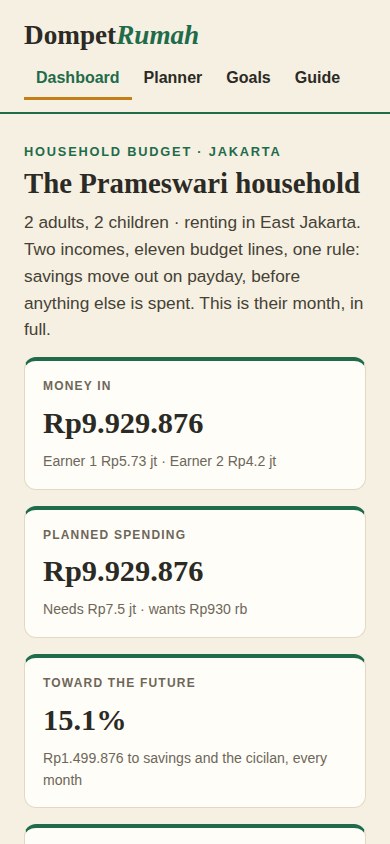 DompetRumah
Dashboard Planner Goals Guide
HOUSEHOLD BUDGET · JAKARTA
The Prameswari household
2 adults, 2 children · renting in East Jakarta.
Two incomes, eleven budget lines, one rule:
savings move out on payday, before
anything else is spent. This is their month, in
full.
MONEY IN
Rp9.929.876
Earner 1 Rp5.73 jt · Earner 2 Rp4.2 jt
PLANNED SPENDING
Rp9.929.876
Needs Rp7.5 jt · wants Rp930 rb
TOWARD THE FUTURE
15.1%
Rp1.499.876 to savings and the cicilan, every
month